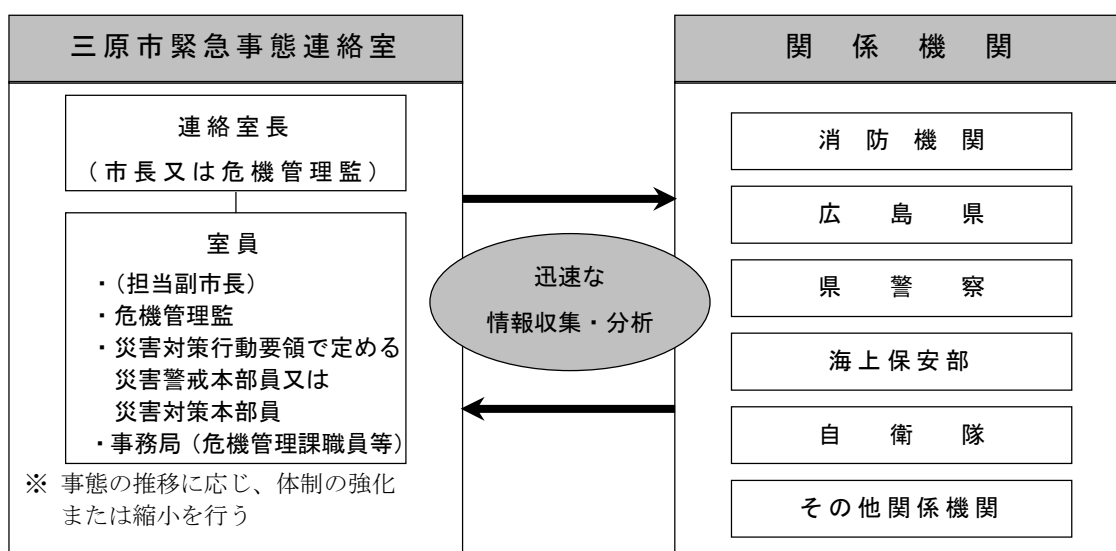 三原市緊急事態連絡室
連絡室長
（市長又は危機管理監）
室員
・（担当副市長）
・危機管理監
・災害対策行動要領で定める
災害警戒本部員又は
災害対策本部員
・事務局（危機管理課職員等）
※ 事態の推移に応じ、体制の強化
または縮小を行う
迅速な
情報収集・分析
関係機関
消防機関
広島県
県警察
海上保安部
自衛隊
その他関係機関